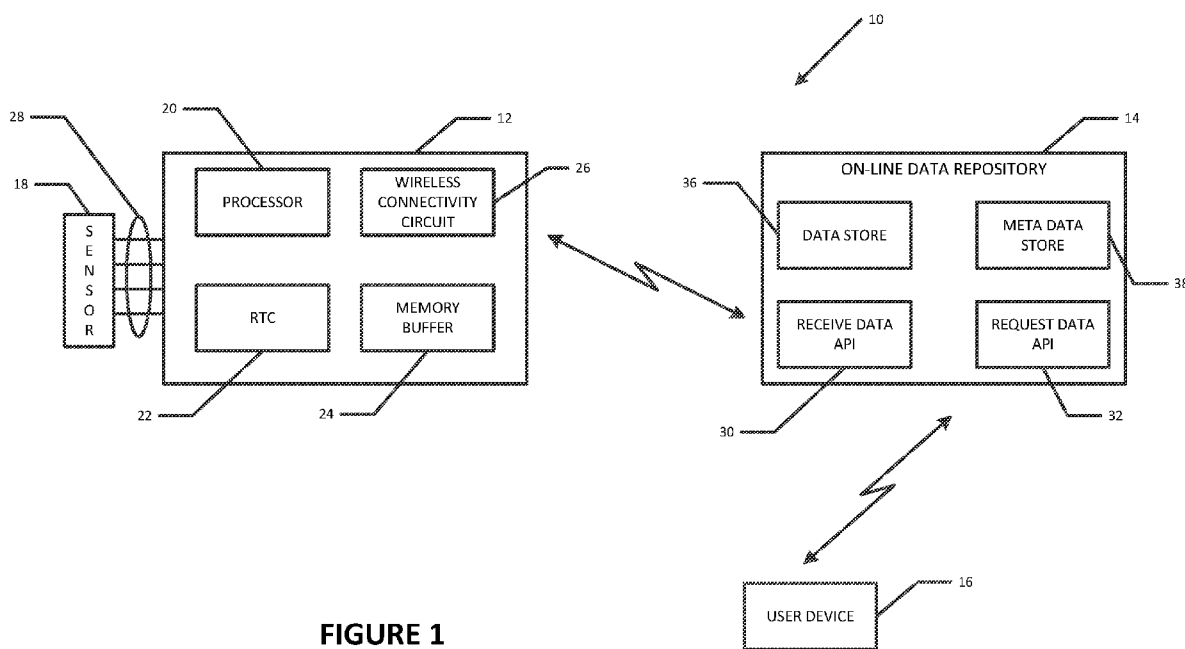 10
20
12
28
14
18
26
ON-LINE DATA REPOSITORY
36
PROCESSOR
WIRELESS
CONNECTIVITY
CIRCUIT
DATA STORE
META DATA
STORE
SENSOR
38
RTC
MEMORY
BUFFER
RECEIVE DATA
API
REQUEST DATA
API
22
24
30
32
16
USER DEVICE
FIGURE 1